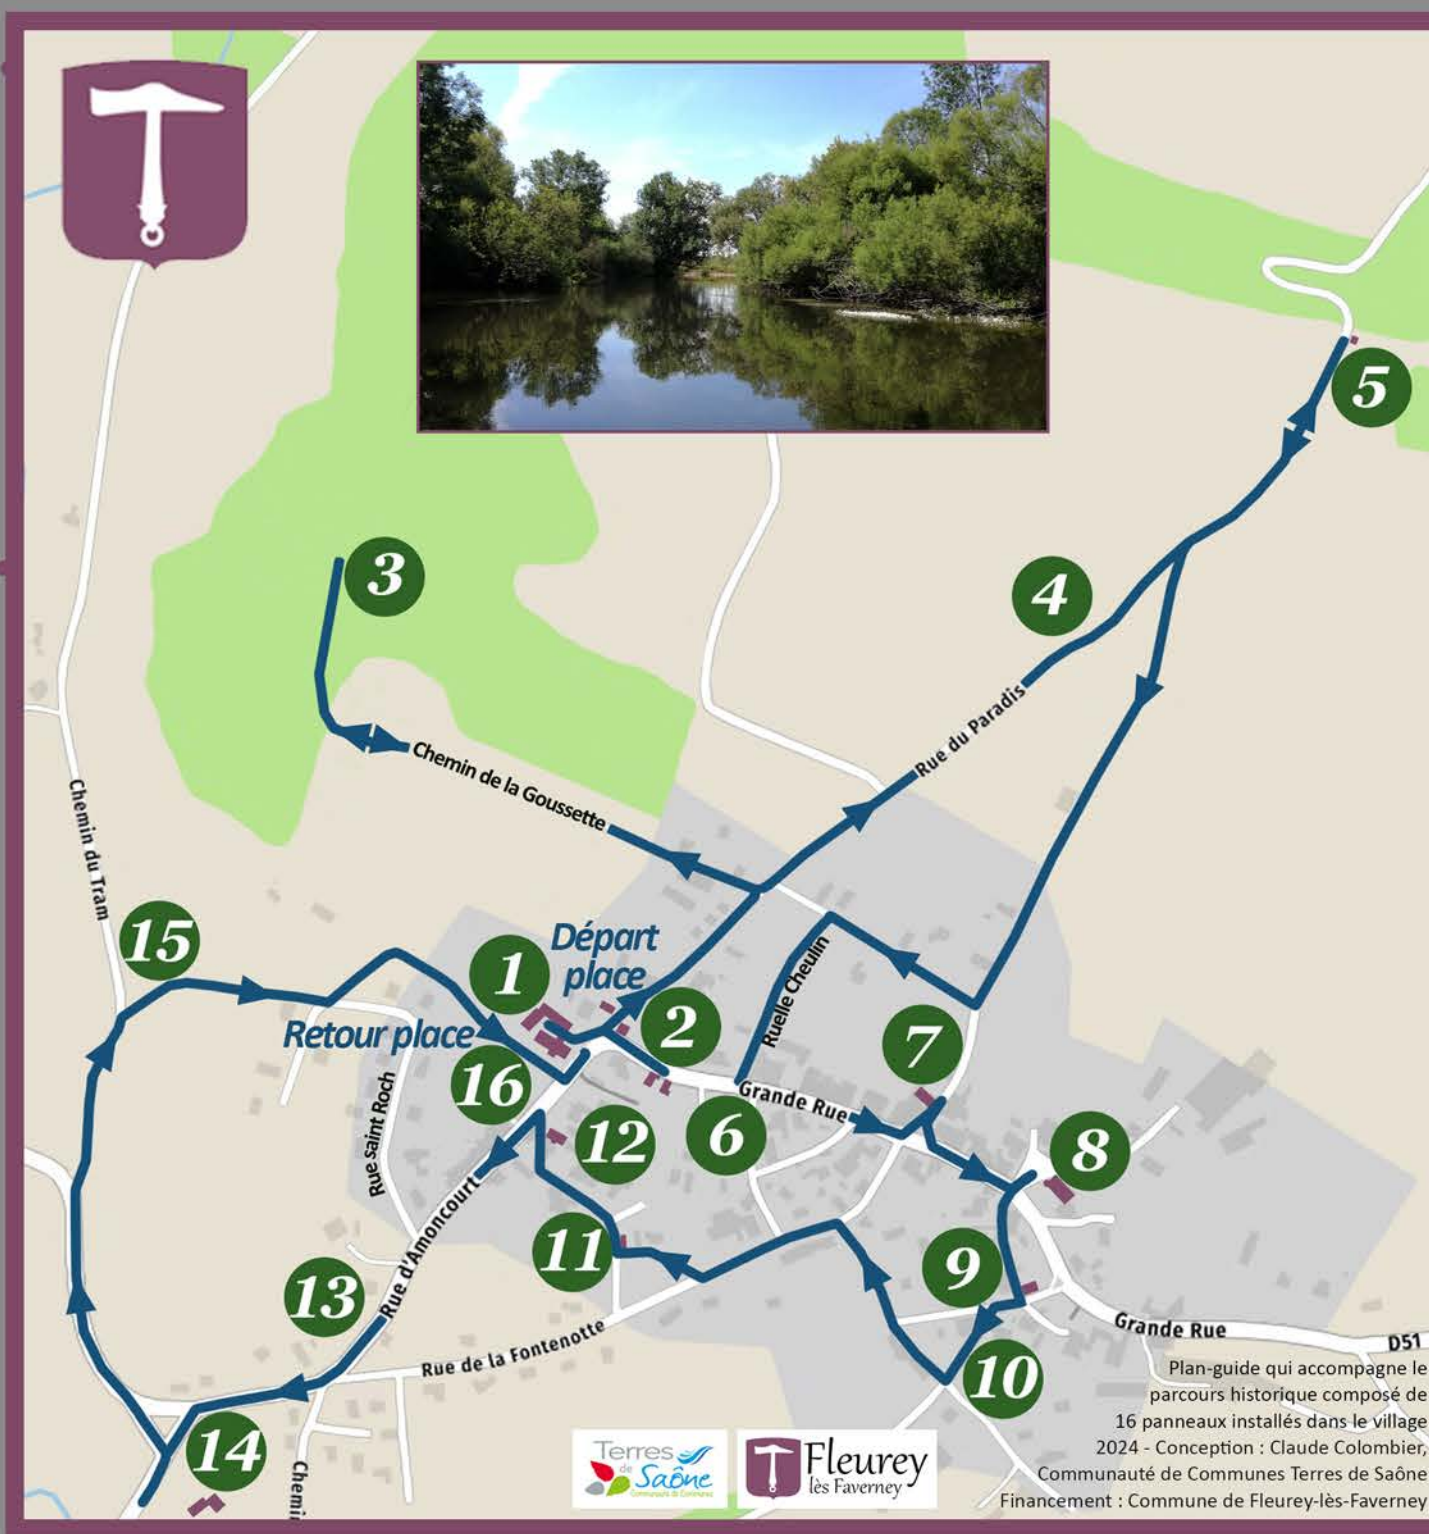 5
3
4
Rue du Paradis
Chemin de la Goussette
Chemin du Tram
15
1
Départ
place
2
Ruelle Cheulin
7
Retour place
16
Rue saint Roch
Grande Rue
12
6
8
Rue d'Amoncourt
11
9
13
Rue de la Fontenotte
Grande Rue
D51
10
14
Chemi
Plan-guide qui accompagne le
parcours historique composé de
16 panneaux installés dans le village
2024 - Conception : Claude Colombier,
Communauté de Communes Terres de Saône
Financement : Commune de Fleurey-lès-Faverney
Terres
de
Saône
Communauté de Communes
Fleurey
lès Faverney